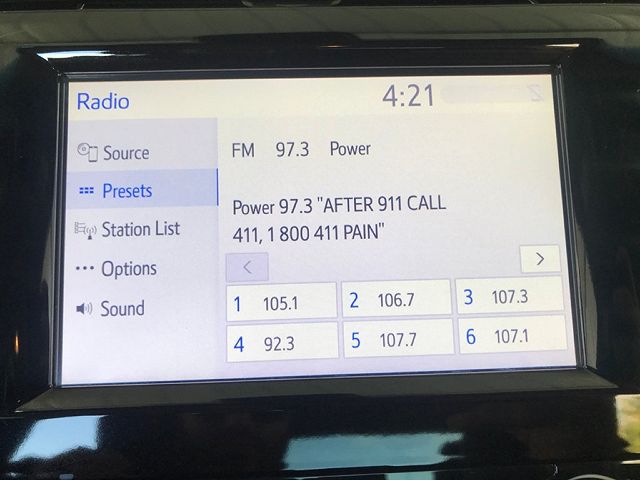 Radio 4:21
Source
Presets
Station List
Options
Sound
FM 97.3 Power
Power 97.3 "AFTER 911 CALL
411, 1 800 411 PAIN"
< >
1 105.1 2 106.7 3 107.3
4 92.3 5 107.7 6 107.1